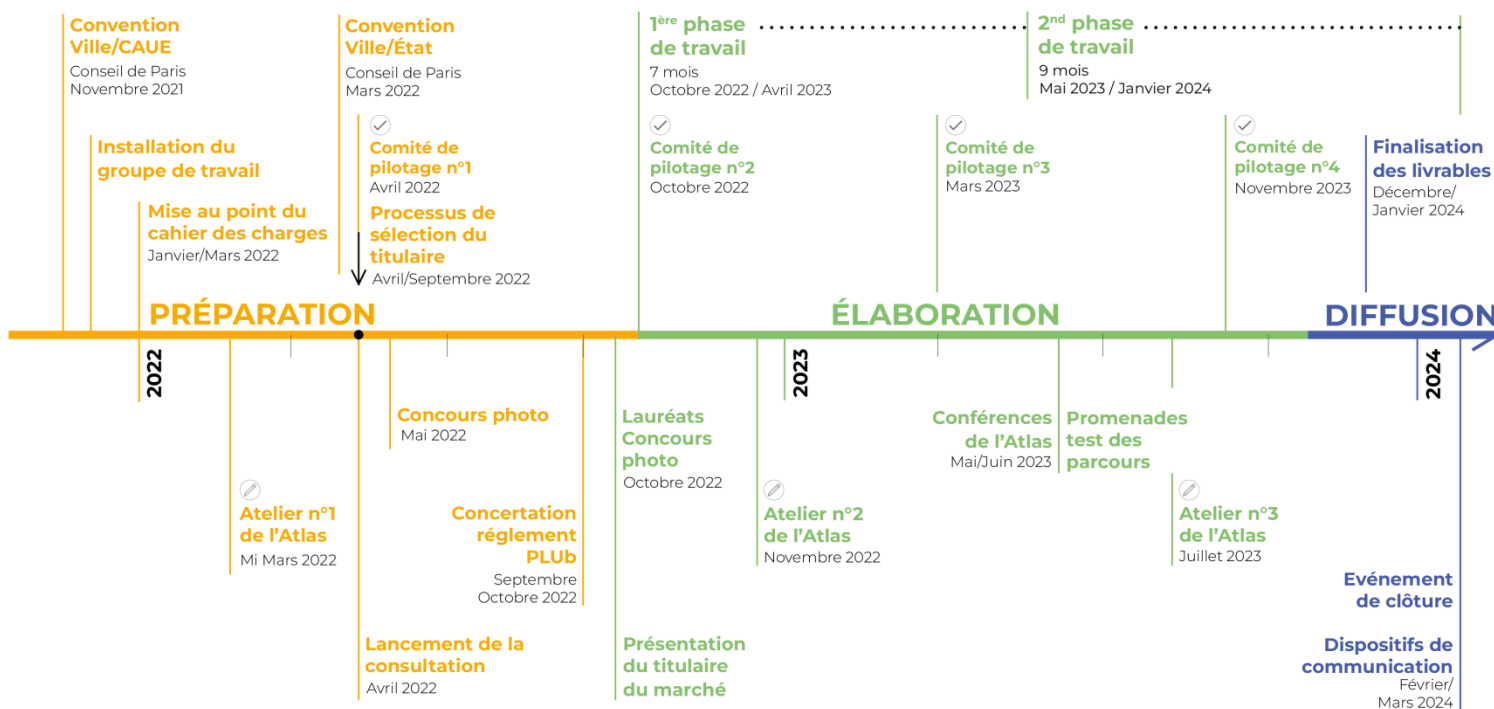 Convention
Ville/CAUE
Conseil de Paris
Novembre 2021
Convention
Ville/État
Conseil de Paris
Mars 2022
1ère phase
de travail
7 mois
Octobre 2022 / Avril 2023
2nd phase
de travail
9 mois
Mai 2023 / Janvier 2024
Installation du
groupe de travail
Comité de
pilotage n°1
Avril 2022
Comité de
pilotage n°2
Octobre 2022
Comité de
pilotage n°3
Mars 2023
Comité de
pilotage n°4
Novembre 2023
Finalisation
des livrables
Décembre/
Janvier 2024
Mise au point du
cahier des charges
Janvier/Mars 2022
Processus de
sélection du
titulaire
Avril/Septembre 2022
PRÉPARATION
ÉLABORATION
DIFFUSION
2022
2023
2024
Concours photo
Mai 2022
Lauréats
Concours
photo
Octobre 2022
Conférences
de l'Atlas
Mai/Juin 2023
Promenades
test des
parcours
Atelier n°1
de l'Atlas
Mi Mars 2022
Concertation
réglement
PLUb
Septembre
Octobre 2022
Atelier n°2
de l'Atlas
Novembre 2022
Atelier n°3
de l'Atlas
Juillet 2023
Evénement
de clôture
Lancement de la
consultation
Avril 2022
Présentation
du titulaire
du marché
Dispositifs de
communication
Février/
Mars 2024